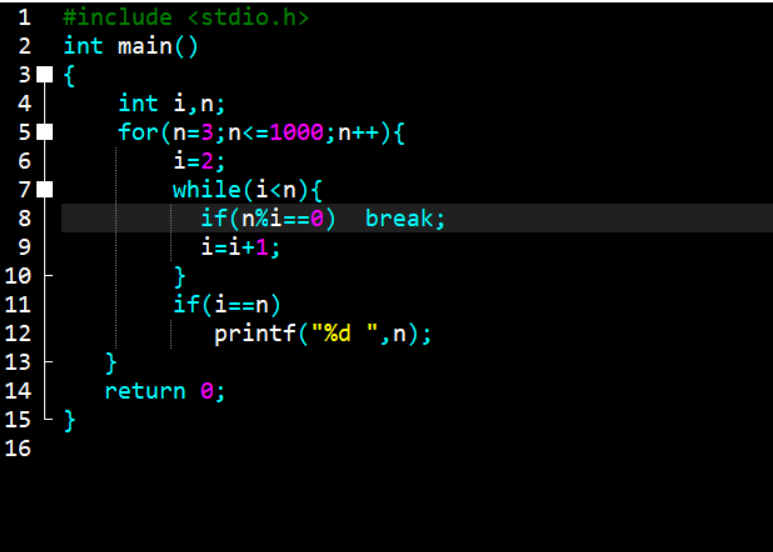 1 #include <stdio.h>
2 int main()
3 {
4     int i,n;
5     for(n=3;n<=1000;n++){
6         i=2;
7         while(i<n){
8           if(n%i==0)  break;
9           i=i+1;
10         }
11         if(i==n)
12            printf("%d ",n);
13    }
14    return 0;
15 }
16